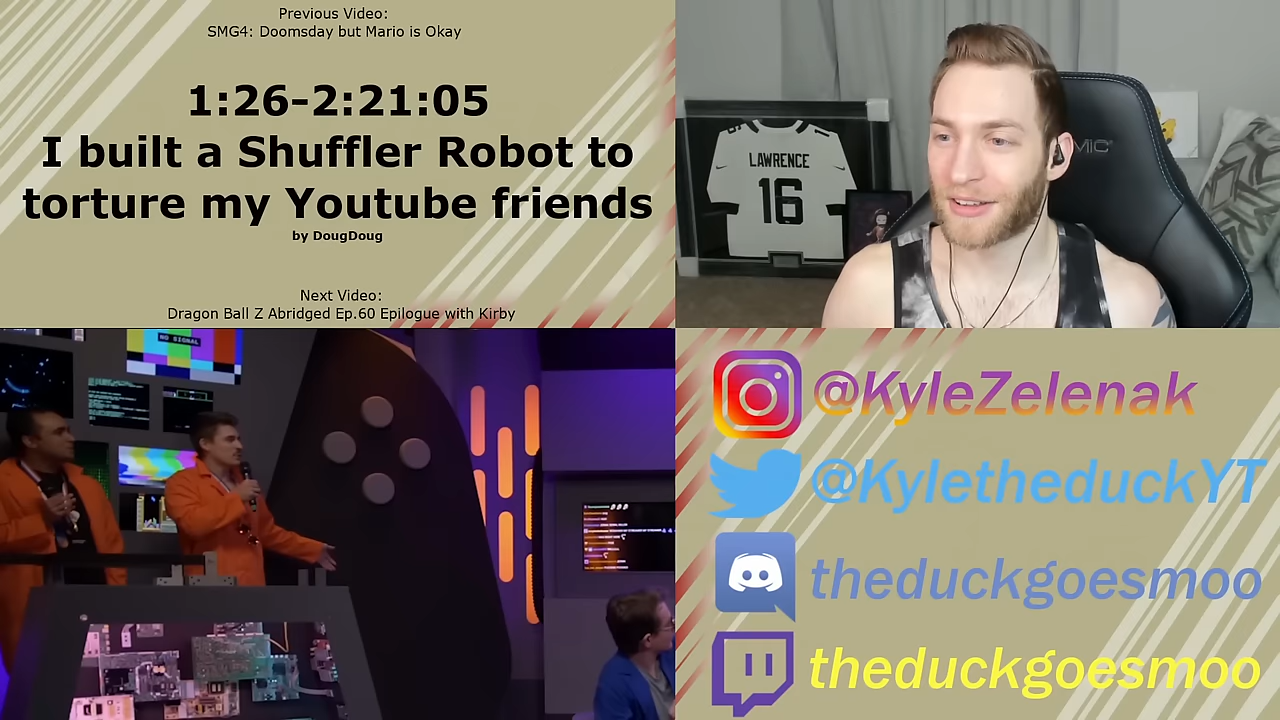 Previous Video:
SMG4: Doomsday but Mario is Okay
1:26-2:21:05
I built a Shuffler Robot to
torture my Youtube friends
by DougDoug
Next Video:
Dragon Ball Z Abridged Ep.60 Epilogue with Kirby
LAWRENCE
16
NO SIGNAL
@KyleZelenak
@KyletheduckYT
theduckgoesmoo
theduckgoesmoo